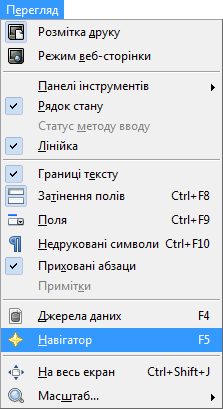 Перегляд
Розмітка друку
Режим веб-сторінки
Панелі інструментів
Рядок стану
Статус методу вводу
Лінійка
Границі тексту
Затінення полів Ctrl+F8
Поля Ctrl+F9
Недруковані символи Ctrl+F10
Приховані абзаци
Примітки
Джерела даних F4
Навігатор F5
На весь екран Ctrl+Shift+J
Масштаб...